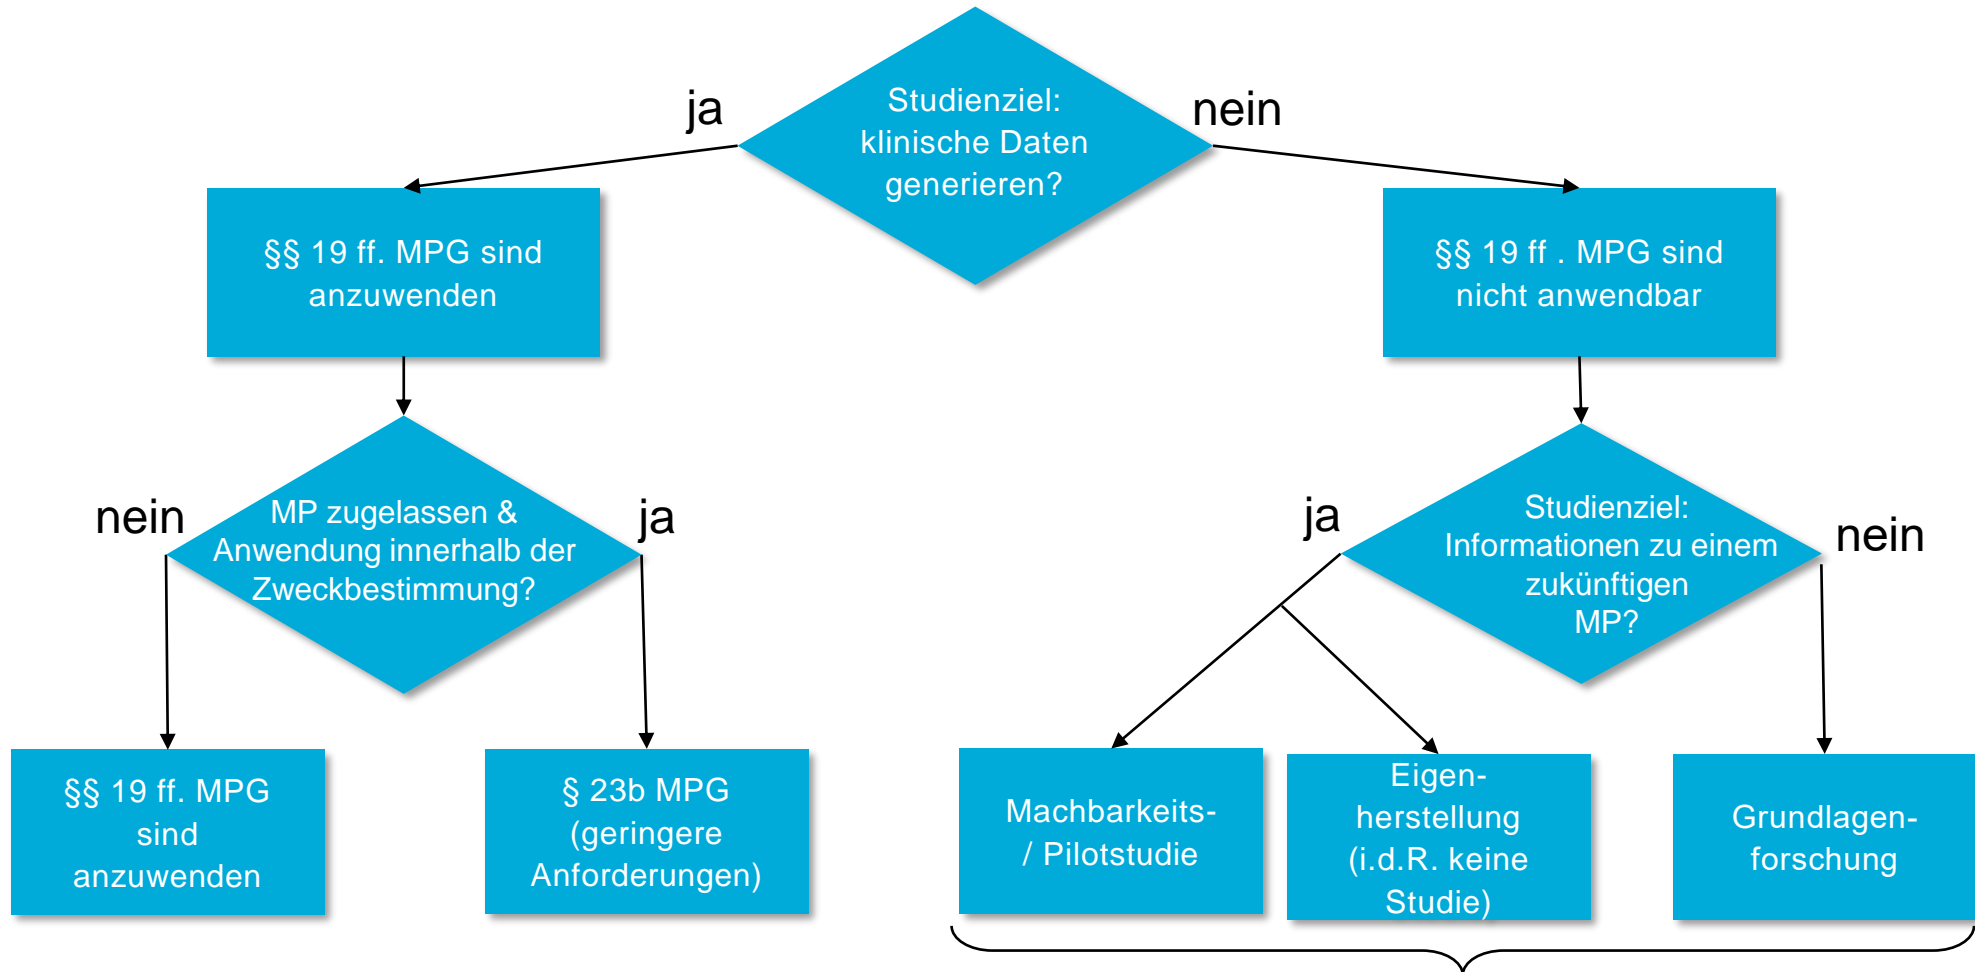 Studienziel:
klinische Daten
generieren?
ja
nein
§§ 19 ff. MPG sind
anzuwenden
§§ 19 ff . MPG sind
nicht anwendbar
MP zugelassen &
Anwendung innerhalb der
Zweckbestimmung?
nein
ja
Studienziel:
Informationen zu einem
zukünftigen
MP?
ja
nein
§§ 19 ff. MPG
sind
anzuwenden
§ 23b MPG
(geringere
Anforderungen)
Machbarkeits-
/ Pilotstudie
Eigen-
herstellung
(i.d.R. keine
Studie)
Grundlagen-
forschung